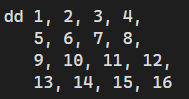 dd 1, 2, 3, 4,
5, 6, 7, 8,
9, 10, 11, 12,
13, 14, 15, 16